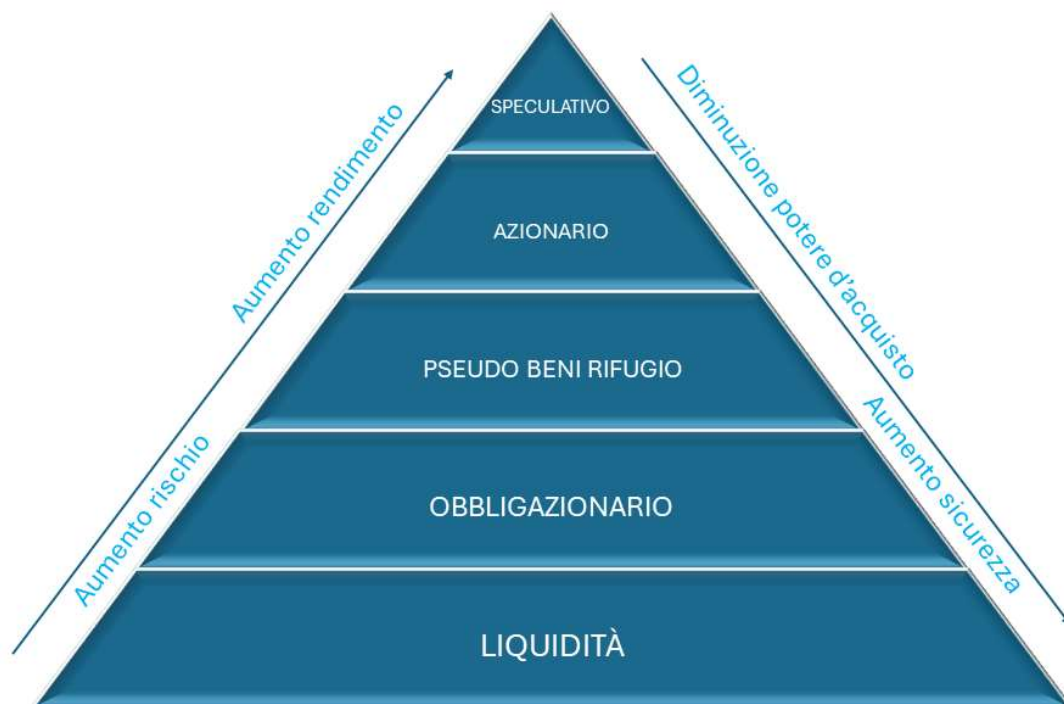 SPECULATIVO
Aumento rendimento
Diminuzione potere d'acquisto
AZIONARIO
PSEUDO BENI RIFUGIO
Aumento rischio
Aumento sicurezza
OBBLIGAZIONARIO
LIQUIDITÀ